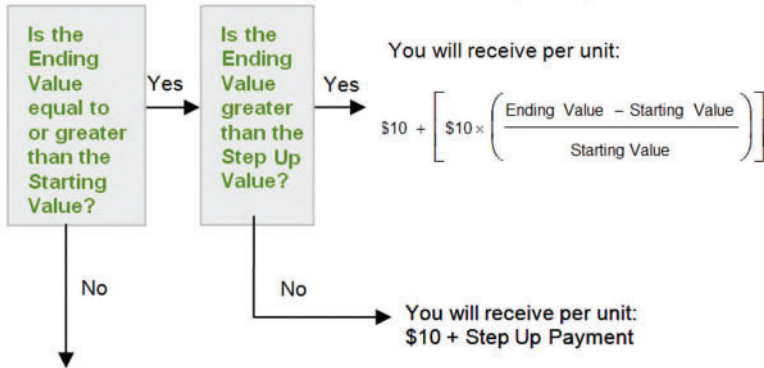 Is the
Ending
Value
equal to
or greater
than the
Starting
Value?
Yes
Is the
Ending
Value
greater
than the
Step Up
Value?
Yes
You will receive per unit:
$10 + [ $10 × ( Ending Value – Starting Value
Starting Value ) ]
No
No
You will receive per unit:
$10 + Step Up Payment